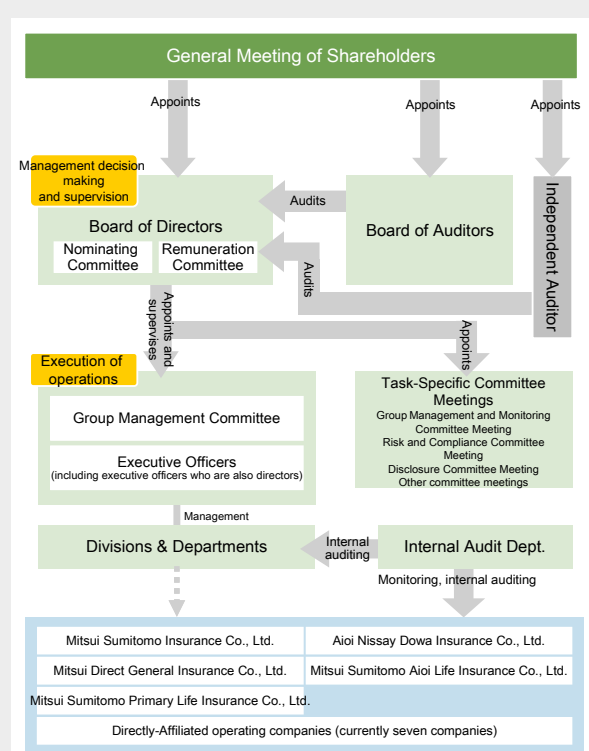 General Meeting of Shareholders
Appoints
Appoints
Appoints
Management decision
making
and supervision
Board of Directors
Nominating
Committee
Remuneration
Committee
Audits
Board of Auditors
Independent Auditor
Audits
Appoints and
supervises
Appoints
Execution of
operations
Group Management Committee
Executive Officers
(including executive officers who are also directors)
Task-Specific Committee
Meetings
Group Management and Monitoring
Committee Meeting
Risk and Compliance Committee
Meeting
Disclosure Committee Meeting
Other committee meetings
Management
Divisions & Departments
Internal
auditing
Internal Audit Dept.
Monitoring, internal auditing
Mitsui Sumitomo Insurance Co., Ltd.
Aioi Nissay Dowa Insurance Co., Ltd.
Mitsui Direct General Insurance Co., Ltd.
Mitsui Sumitomo Aioi Life Insurance Co., Ltd.
Mitsui Sumitomo Primary Life Insurance Co., Ltd.
Directly-Affiliated operating companies (currently seven companies)